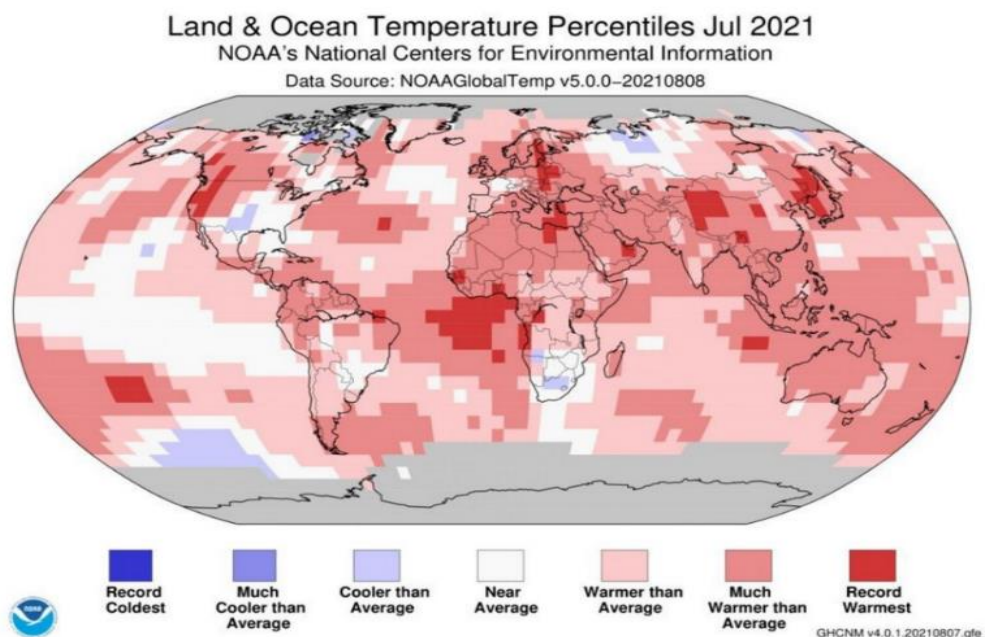 Land & Ocean Temperature Percentiles Jul 2021
NOAA's National Centers for Environmental Information
Data Source: NOAAGlobalTemp v5.0.0–20210808
Record
Coldest
Much
Cooler than
Average
Cooler than
Average
Near
Average
Warmer than
Average
Much
Warmer than
Average
Record
Warmest
noaa
GHCNM v4.0.1.20210807.qfe